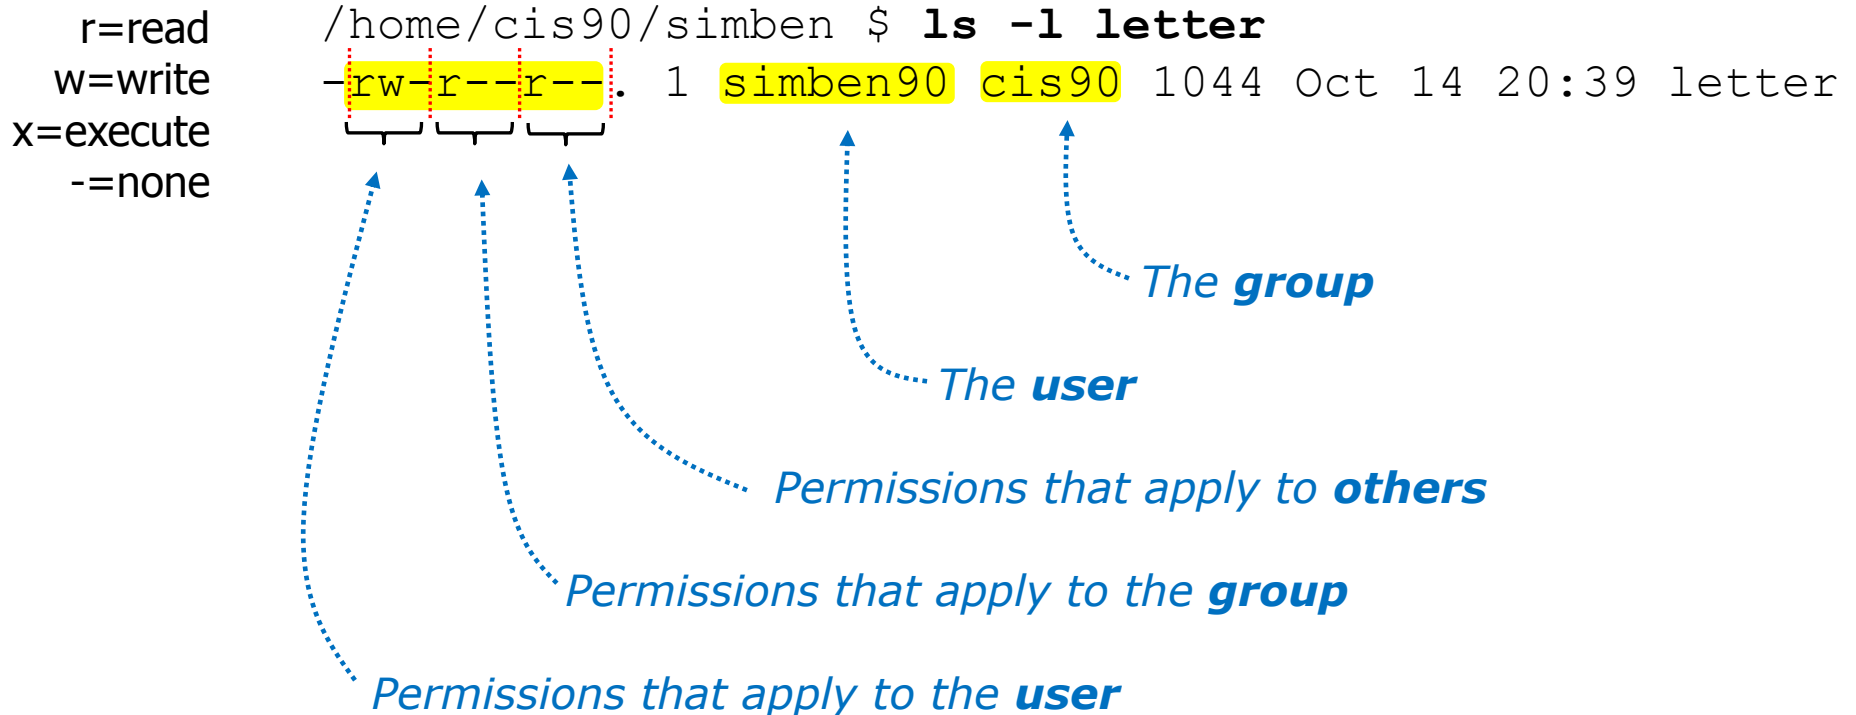 r=read
w=write
x=execute
-=none
/home/cis90/simben $ ls -l letter
-rw-r--r--. 1 simben90 cis90 1044 Oct 14 20:39 letter
The group
The user
Permissions that apply to others
Permissions that apply to the group
Permissions that apply to the user